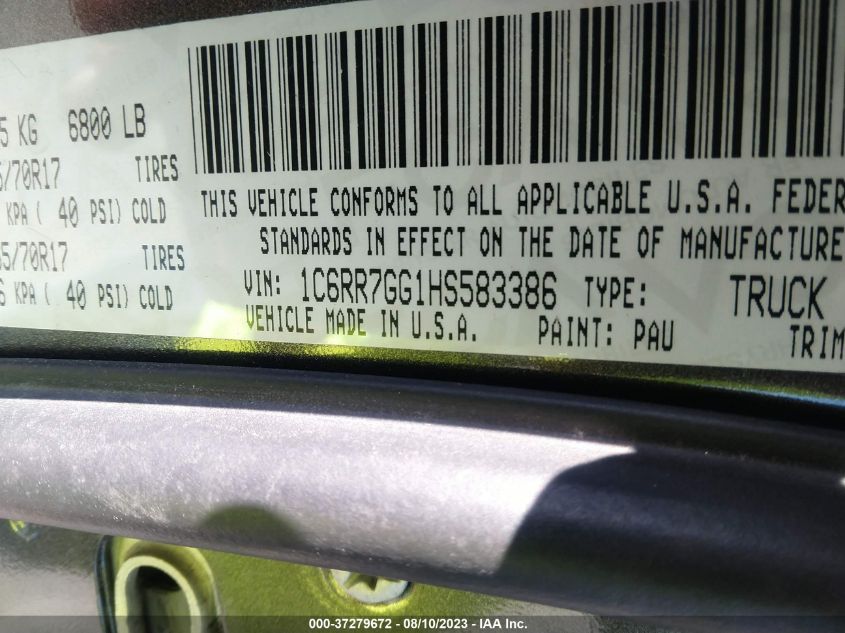 5 KG 6800 LB
5/70R17 TIRES
KPA ( 40 PSI) COLD
65/70R17 TIRES
6 KPA ( 40 PSI) COLD
THIS VEHICLE CONFORMS TO ALL APPLICABLE U.S.A. FEDER
STANDARDS IN EFFECT ON THE DATE OF MANUFACTURE
VIN: 1C6RR7GG1HS583386 TYPE: TRUCK
VEHICLE MADE IN U.S.A. PAINT: PAU
TRIM
000-37279672 - 08/10/2023 - IAA Inc.